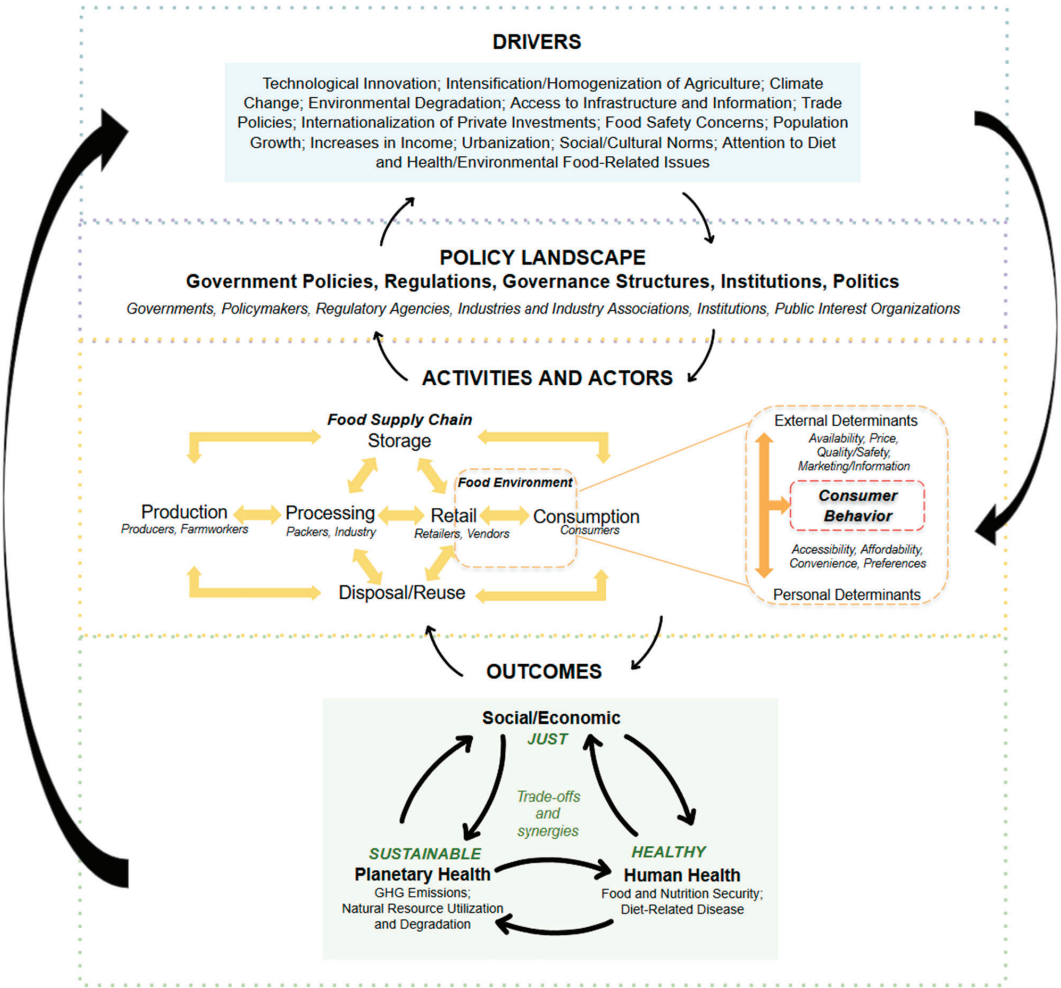 DRIVERS
Technological Innovation; Intensification/Homogenization of Agriculture; Climate
Change; Environmental Degradation; Access to Infrastructure and Information; Trade
Policies; Internationalization of Private Investments; Food Safety Concerns; Population
Growth; Increases in Income; Urbanization; Social/Cultural Norms; Attention to Diet
and Health/Environmental Food-Related Issues
POLICY LANDSCAPE
Government Policies, Regulations, Governance Structures, Institutions, Politics
Governments, Policymakers, Regulatory Agencies, Industries and Industry Associations, Institutions, Public Interest Organizations
ACTIVITIES AND ACTORS
Food Supply Chain
Storage
Production
Producers, Farmworkers
Processing
Packers, Industry
Food Environment
Retail
Retailers, Vendors
Consumption
Consumers
Disposal/Reuse
External Determinants
Availability, Price,
Quality/Safety,
Marketing/Information
Consumer
Behavior
Accessibility, Affordability,
Convenience, Preferences
Personal Determinants
OUTCOMES
Social/Economic
JUST
Trade-offs
and
synergies
SUSTAINABLE
Planetary Health
GHG Emissions;
Natural Resource Utilization
and Degradation
HEALTHY
Human Health
Food and Nutrition Security;
Diet-Related Disease